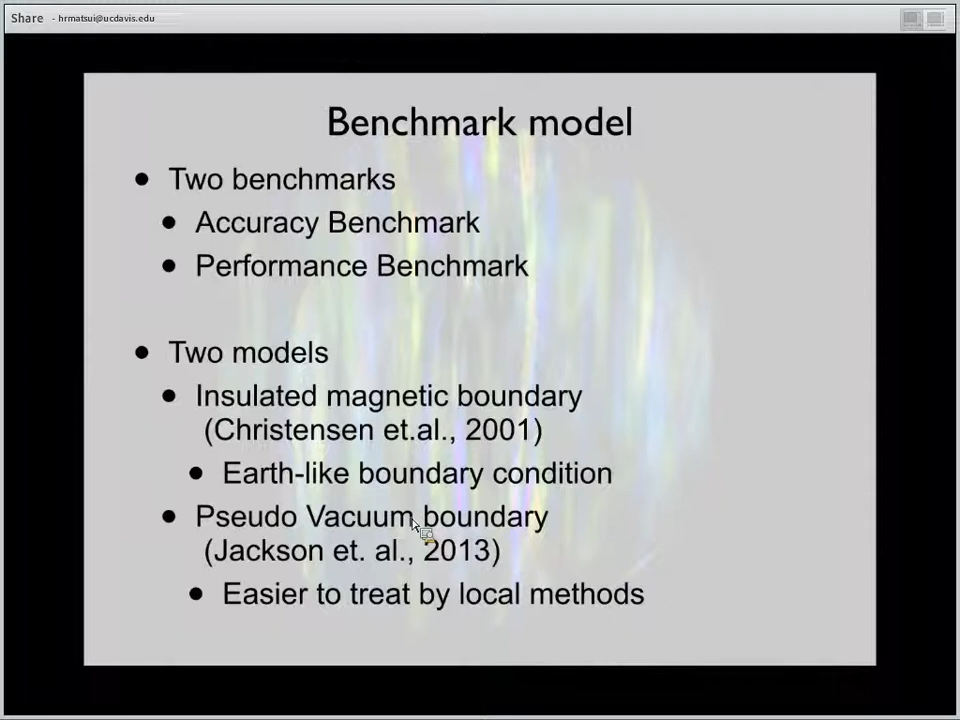 Share - hrmatsui@ucdavis.edu
Benchmark model
• Two benchmarks
• Accuracy Benchmark
• Performance Benchmark
• Two models
• Insulated magnetic boundary
(Christensen et.al., 2001)
• Earth-like boundary condition
• Pseudo Vacuum boundary
(Jackson et. al., 2013)
• Easier to treat by local methods